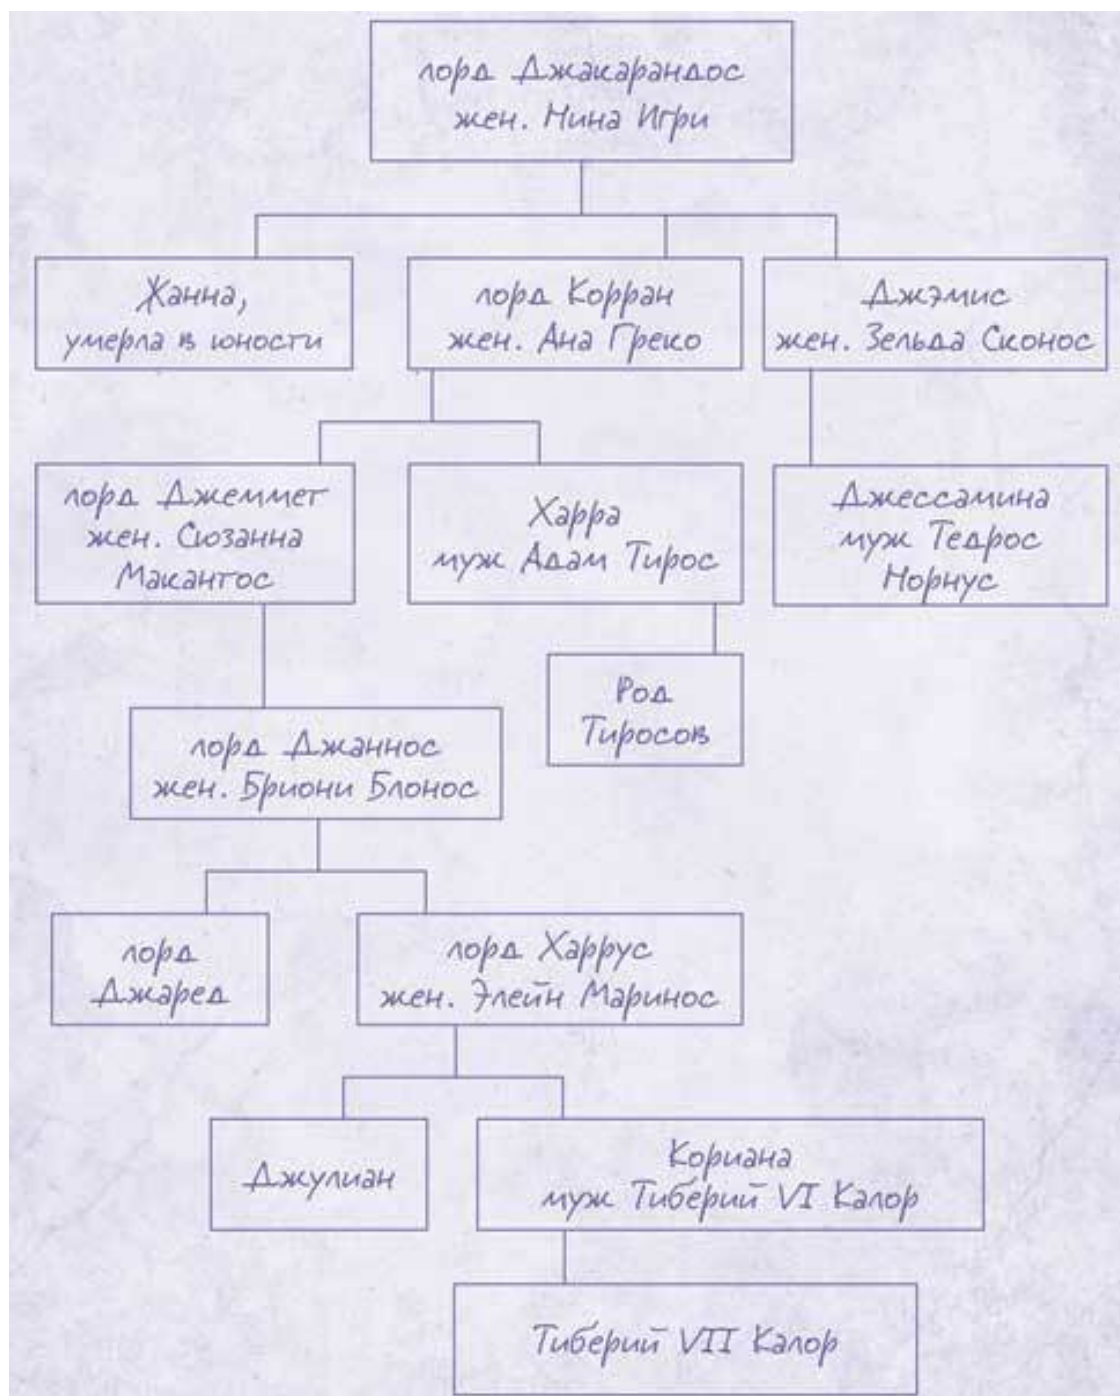 лорд Джакарандос
жен. Нина Игри
Жанна,
умерла в юности
лорд Корран
жен. Ана Греко
Джэмис
жен. Зельда Сконос
лорд Джеммет
жен. Сюзанна
Макантос
Харра
муж Адам Тирос
Джессамина
муж Тедрос
Норнус
Род
Тиросов
лорд Джаннос
жен. Бриони Блонос
лорд
Джаред
лорд Харрус
жен. Элейн Маринос
Джулиан
Кориана
муж Тиберий VI Калор
Тиберий VII Калор